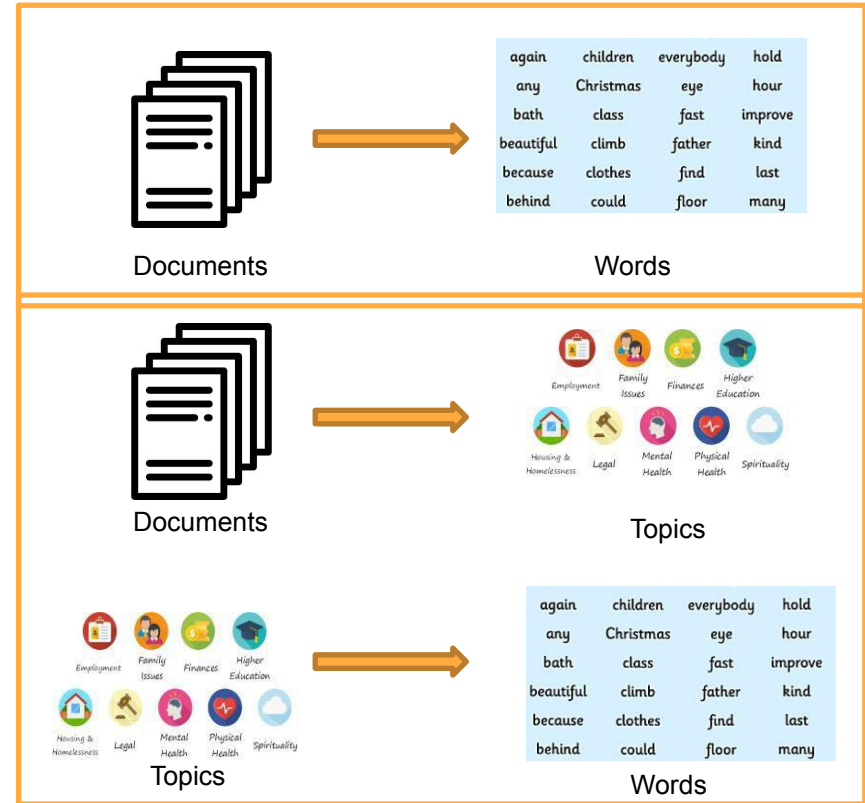 again children everybody hold
any Christmas eye hour
bath class fast improve
beautiful climb father kind
because clothes find last
behind could floor many
Documents Words
Employment Family Issues Finances Higher Education
Housing & Homelessness Legal Mental Health Physical Health Spirituality
Documents
Topics
again children everybody hold
any Christmas eye hour
bath class fast improve
beautiful climb father kind
because clothes find last
behind could floor many
Employment Family Issues Finances Higher Education
Housing & Homelessness Legal Mental Health Physical Health Spirituality
Topics
Words